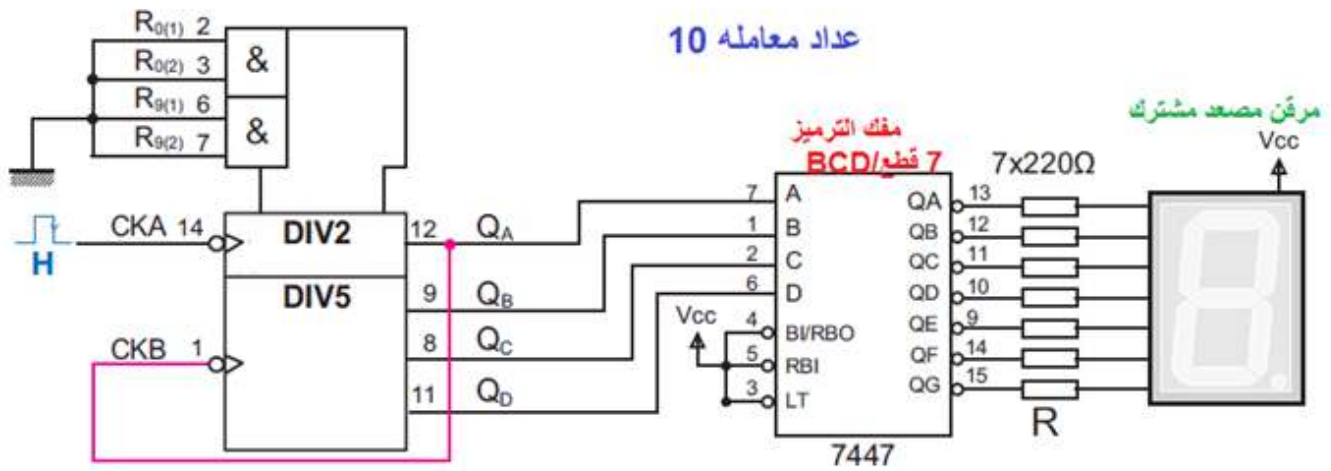 عداد معامله 10
R0(1) 2
R0(2) 3
R9(1) 6
R9(2) 7
&
&
مرقن مصعد مشترك
Vcc
مفك الترميز
7 قطع/BCD
7x220Ω
H
CKA 14
DIV2
12 QA
DIV5
9 QB
8 QC
11 QD
CKB 1
7 A
1 B
2 C
6 D
Vcc
4 BI/RBO
5 RBI
3 LT
QA 13
QB 12
QC 11
QD 10
QE 9
QF 14
QG 15
R
7447